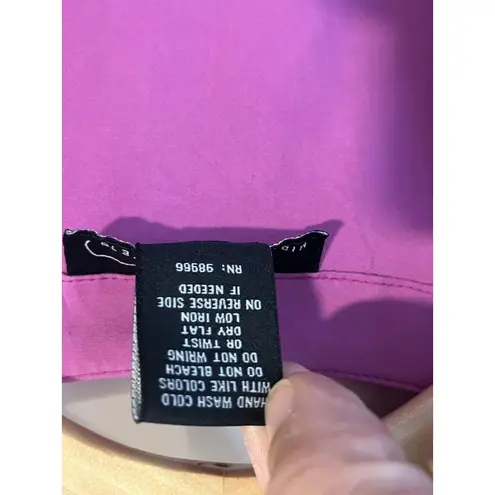 HAND WASH COLD
WITH LIKE COLORS
DO NOT BLEACH
DO NOT WRING
OR TWIST
DRY FLAT
LOW IRON
ON REVERSE SIDE
IF NEEDED
RN: 98966